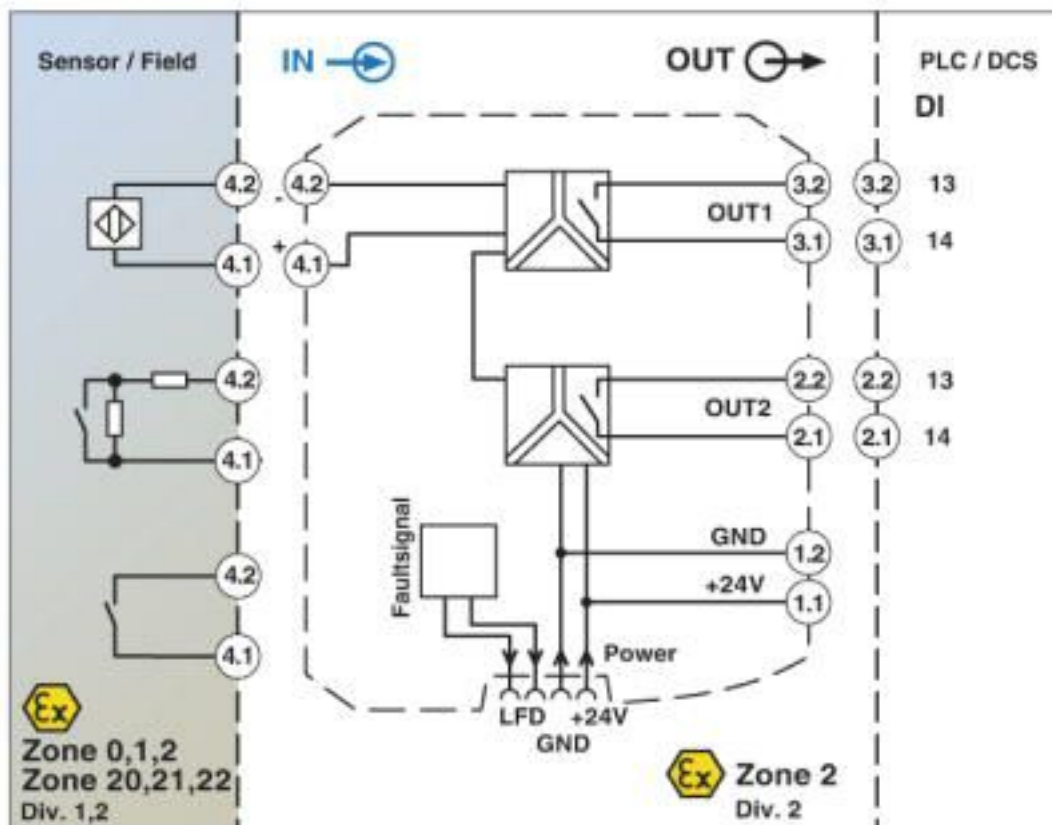 Sensor / Field
IN
OUT
PLC / DCS
DI
4.2
-
4.2
3.2
3.2
13
OUT1
+
4.1
4.1
3.1
3.1
14
4.2
2.2
2.2
13
OUT2
4.1
2.1
2.1
14
Faultsignal
GND
1.2
4.2
+24V
1.1
4.1
Power
LFD
+24V
GND
Ex
Zone 0,1,2
Zone 20,21,22
Div. 1,2
Ex
Zone 2
Div. 2